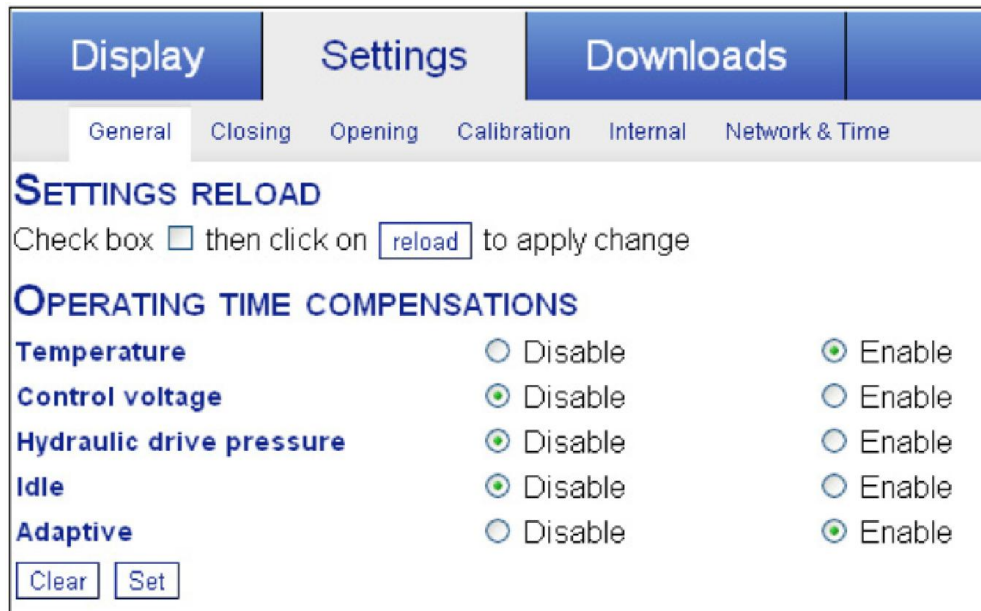 Display Settings Downloads
General Closing Opening Calibration Internal Network & Time
SETTINGS RELOAD
Check box then click on reload to apply change
OPERATING TIME COMPENSATIONS
Temperature Disable Enable
Control voltage Disable Enable
Hydraulic drive pressure Disable Enable
Idle Disable Enable
Adaptive Disable Enable
Clear Set